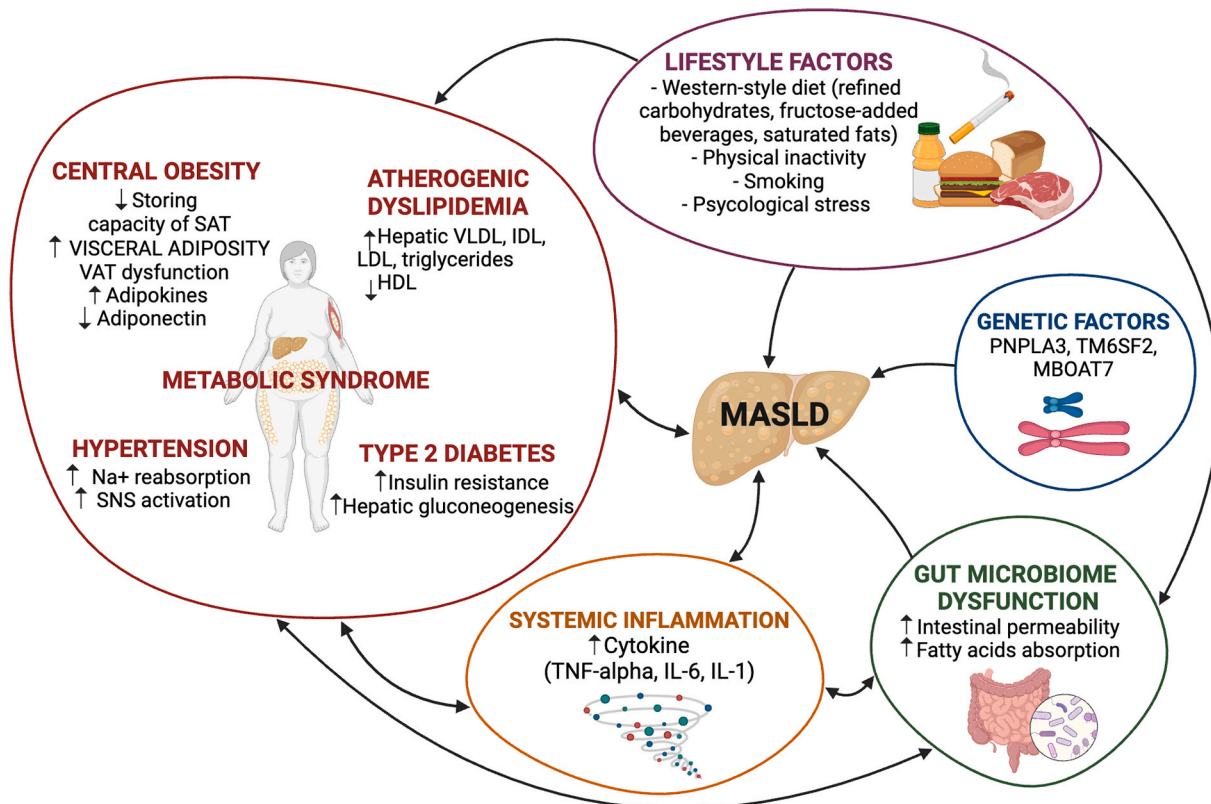 LIFESTYLE FACTORS
- Western-style diet (refined
carbohydrates, fructose-added
beverages, saturated fats)
- Physical inactivity
- Smoking
- Psycological stress
CENTRAL OBESITY
↓ Storing
capacity of SAT
↑ VISCERAL ADIPOSITY
VAT dysfunction
↑ Adipokines
↓ Adiponectin
ATHEROGENIC
DYSLIPIDEMIA
↑Hepatic VLDL, IDL,
LDL, triglycerides
↓HDL
METABOLIC SYNDROME
HYPERTENSION
↑ Na+ reabsorption
↑ SNS activation
TYPE 2 DIABETES
↑Insulin resistance
↑Hepatic gluconeogenesis
MASLD
GENETIC FACTORS
PNPLA3, TM6SF2,
MBOAT7
SYSTEMIC INFLAMMATION
↑Cytokine
(TNF-alpha, IL-6, IL-1)
GUT MICROBIOME
DYSFUNCTION
↑ Intestinal permeability
↑ Fatty acids absorption